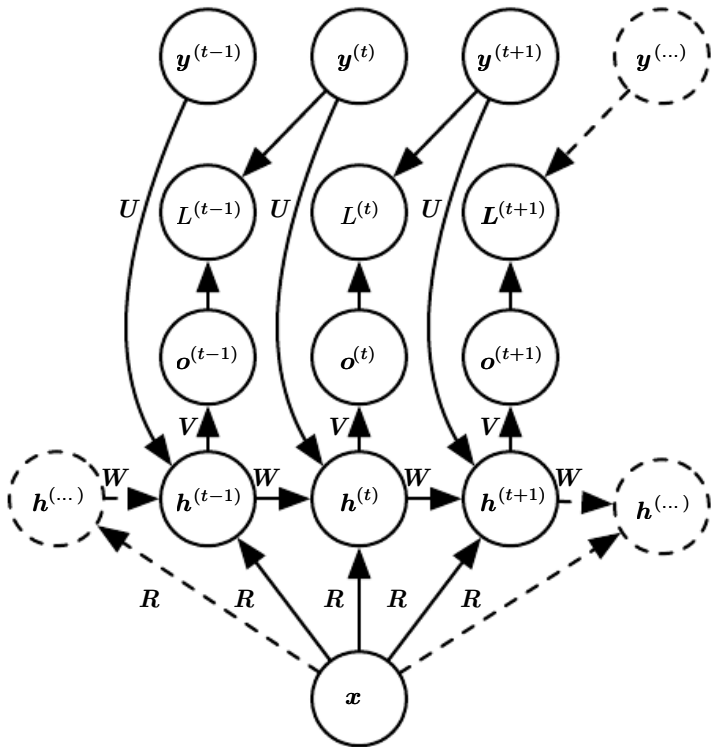 y^(t−1) y^(t) y^(t+1) y^(...)
U L^(t−1) U L^(t) U L^(t+1)
o^(t−1) o^(t) o^(t+1)
V V V
W W W W
h^(...) h^(t−1) h^(t) h^(t+1) h^(...)
R R R R R
x